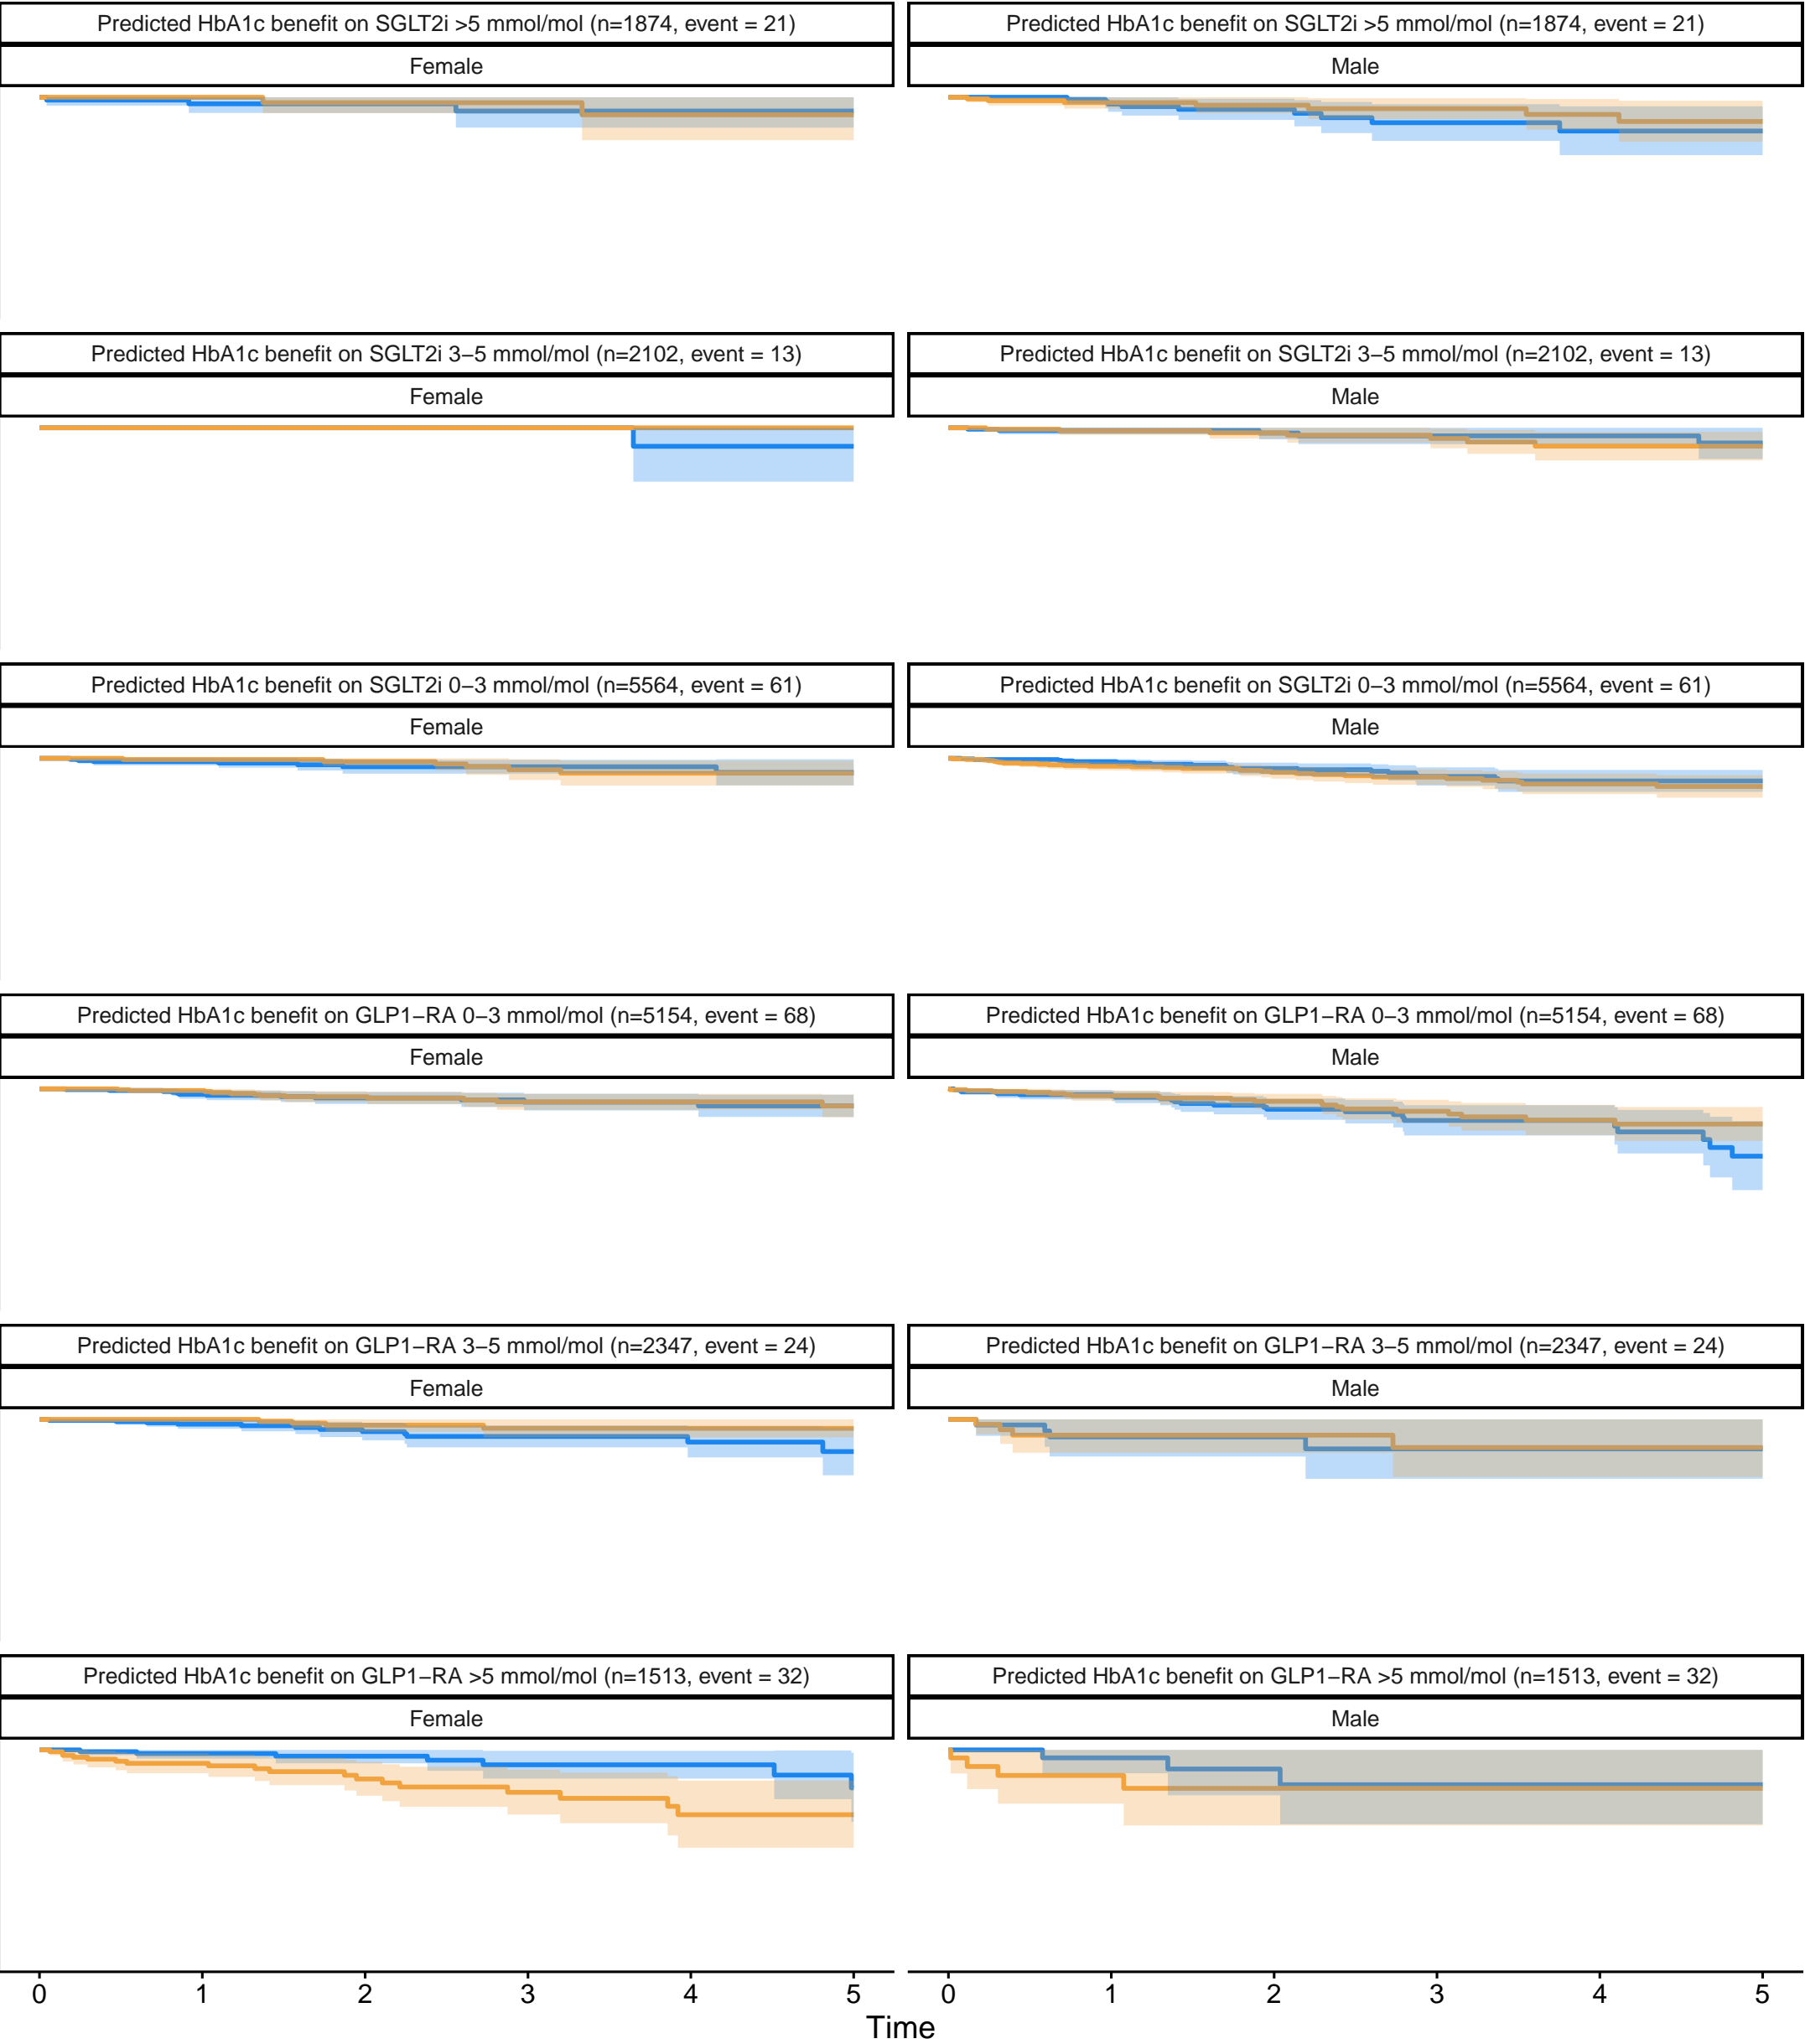 Predicted HbA1c benefit on SGLT2i >5 mmol/mol (n=1874, event = 21)
Predicted HbA1c benefit on SGLT2i >5 mmol/mol (n=1874, event = 21)
Female
Male
Predicted HbA1c benefit on SGLT2i 3−5 mmol/mol (n=2102, event = 13)
Predicted HbA1c benefit on SGLT2i 3−5 mmol/mol (n=2102, event = 13)
Female
Male
Predicted HbA1c benefit on SGLT2i 0−3 mmol/mol (n=5564, event = 61)
Predicted HbA1c benefit on SGLT2i 0−3 mmol/mol (n=5564, event = 61)
Female
Male
Predicted HbA1c benefit on GLP1−RA 0−3 mmol/mol (n=5154, event = 68)
Predicted HbA1c benefit on GLP1−RA 0−3 mmol/mol (n=5154, event = 68)
Female
Male
Predicted HbA1c benefit on GLP1−RA 3−5 mmol/mol (n=2347, event = 24)
Predicted HbA1c benefit on GLP1−RA 3−5 mmol/mol (n=2347, event = 24)
Female
Male
Predicted HbA1c benefit on GLP1−RA >5 mmol/mol (n=1513, event = 32)
Predicted HbA1c benefit on GLP1−RA >5 mmol/mol (n=1513, event = 32)
Female
Male
0 1 2 3 4 5
0 1 2 3 4 5
Time